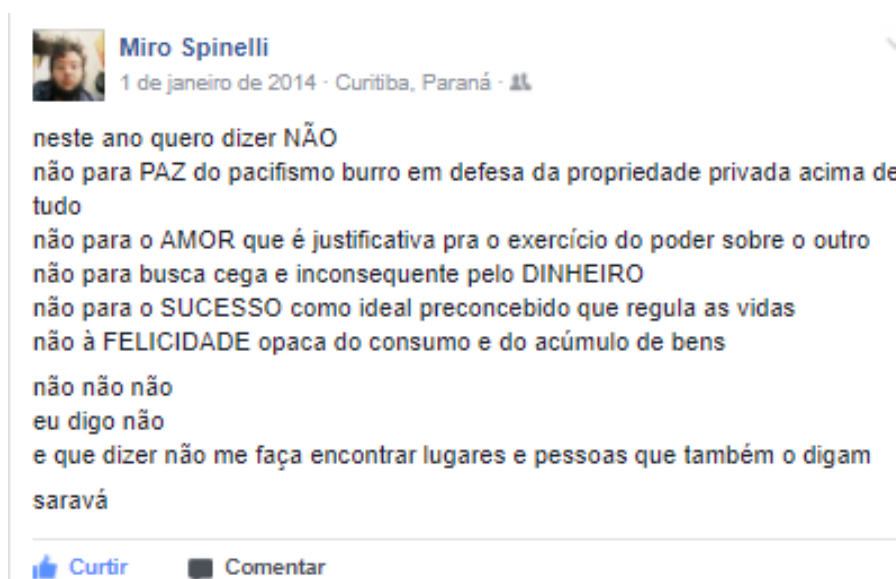 Miro Spinelli
1 de janeiro de 2014 · Curitiba, Paraná ·
neste ano quero dizer NÃO
não para PAZ do pacifismo burro em defesa da propriedade privada acima de
tudo
não para o AMOR que é justificativa pra o exercício do poder sobre o outro
não para busca cega e inconsequente pelo DINHEIRO
não para o SUCESSO como ideal preconcebido que regula as vidas
não à FELICIDADE opaca do consumo e do acúmulo de bens
não não não
eu digo não
e que dizer não me faça encontrar lugares e pessoas que também o digam
saravá
Curtir Comentar